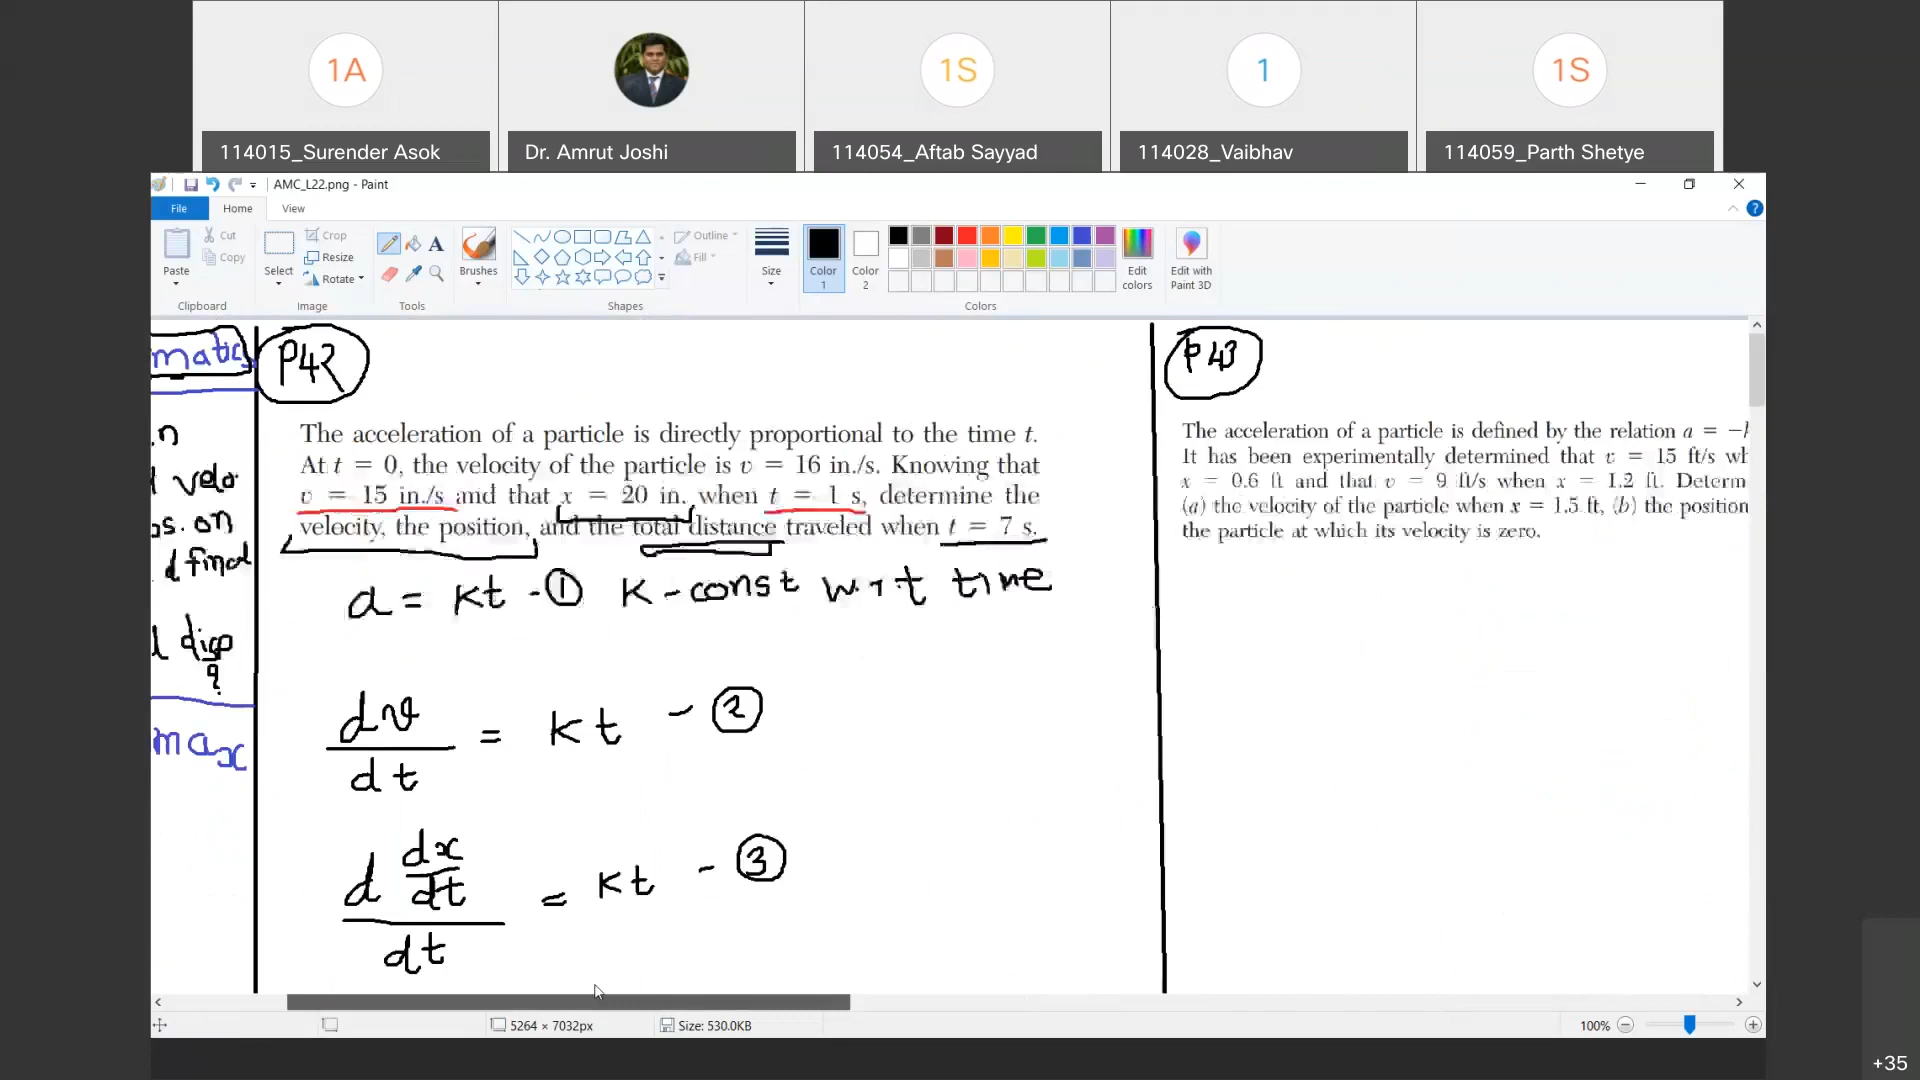 1A
1S
1
1S
114015_Surender Asok
Dr. Amrut Joshi
114054_Aftab Sayyad
114028_Vaibhav
114059_Parth Shetye
AMC_L22.png - Paint
File
Home
View
Cut
Copy
Paste
Clipboard
Crop
Resize
Rotate
Select
Image
A
Tools
Brushes
Outline
Fill
Shapes
Size
Color 1
Color 2
Edit colors
Edit with Paint 3D
Colors
matic
velo
on
d final
disp
?
max
P42
The acceleration of a particle is directly proportional to the time t.
At t = 0, the velocity of the particle is v = 16 in./s. Knowing that
v = 15 in./s and that x = 20 in. when t = 1 s, determine the
velocity, the position, and the total distance traveled when t = 7 s.
a = kt - ① k - const w.r.t time
dv/dt = kt - ②
d dx/dt / dt = kt - ③
P43
The acceleration of a particle is defined by the relation a = −
It has been experimentally determined that v = 15 ft/s wh
x = 0.6 ft and that v = 9 ft/s when x = 1.2 ft. Determ
(a) the velocity of the particle when x = 1.5 ft, (b) the position
the particle at which its velocity is zero.
5264 × 7032px
Size: 530.0KB
100%
+35